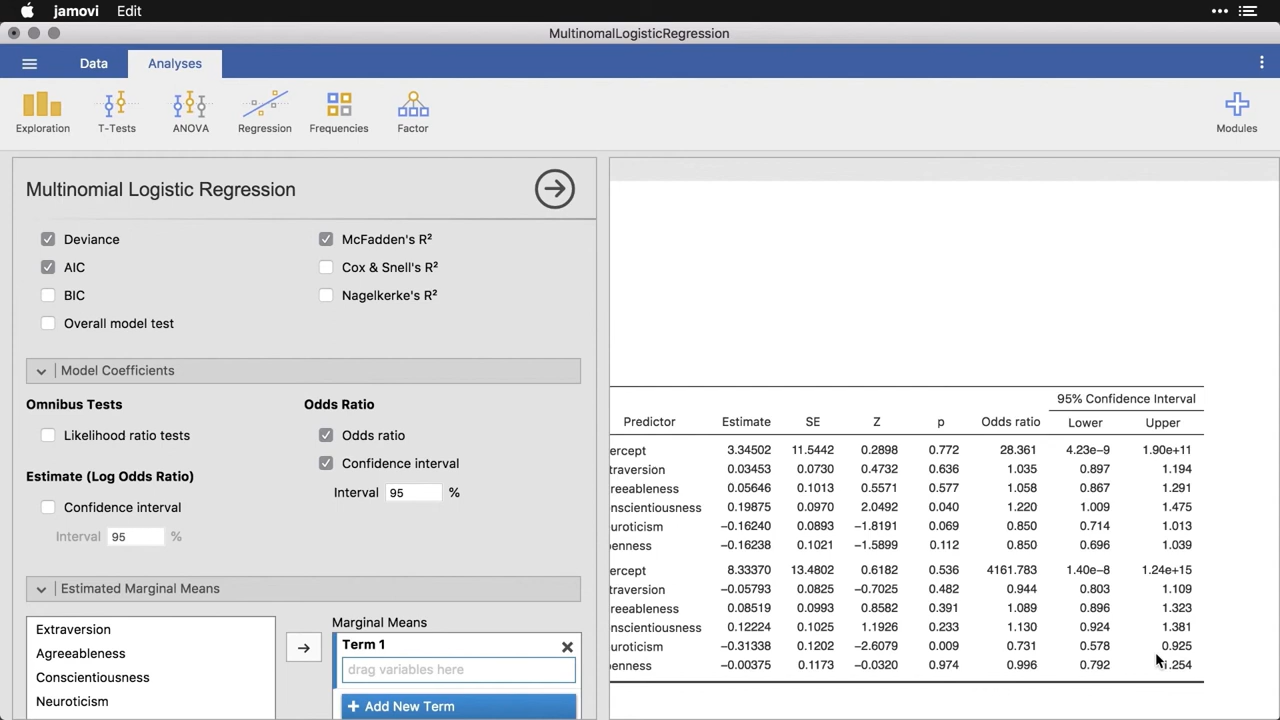 jamovi Edit
MultinomalLogisticRegression
Data Analyses
Exploration T-Tests ANOVA Regression Frequencies Factor Modules
Multinomial Logistic Regression
Deviance McFadden's R²
AIC Cox & Snell's R²
BIC Nagelkerke's R²
Overall model test
Model Coefficients
Omnibus Tests Odds Ratio
Likelihood ratio tests Odds ratio
Confidence interval
Estimate (Log Odds Ratio)
Interval 95 %
Confidence interval
Interval 95 %
Estimated Marginal Means
Extraversion
Agreeableness
Conscientiousness
Neuroticism
Marginal Means
Term 1
drag variables here
Add New Term
95% Confidence Interval
Predictor Estimate SE Z p Odds ratio Lower Upper
ercept 3.34502 11.5442 0.2898 0.772 28.361 4.23e−9 1.90e+11
traversion 0.03453 0.0730 0.4732 0.636 1.035 0.897 1.194
reeableness 0.05646 0.1013 0.5571 0.577 1.058 0.867 1.291
nscientiousness 0.19875 0.0970 2.0492 0.040 1.220 1.009 1.475
uroticism −0.16240 0.0893 −1.8191 0.069 0.850 0.714 1.013
enness −0.16238 0.1021 −1.5899 0.112 0.850 0.696 1.039
ercept 8.33370 13.4802 0.6182 0.536 4161.783 1.40e−8 1.24e+15
traversion −0.05793 0.0825 −0.7025 0.482 0.944 0.803 1.109
reeableness 0.08519 0.0993 0.8582 0.391 1.089 0.896 1.323
nscientiousness 0.12224 0.1025 1.1926 0.233 1.130 0.924 1.381
uroticism −0.31338 0.1202 −2.6079 0.009 0.731 0.578 0.925
enness −0.00375 0.1173 −0.0320 0.974 0.996 0.792 1.254